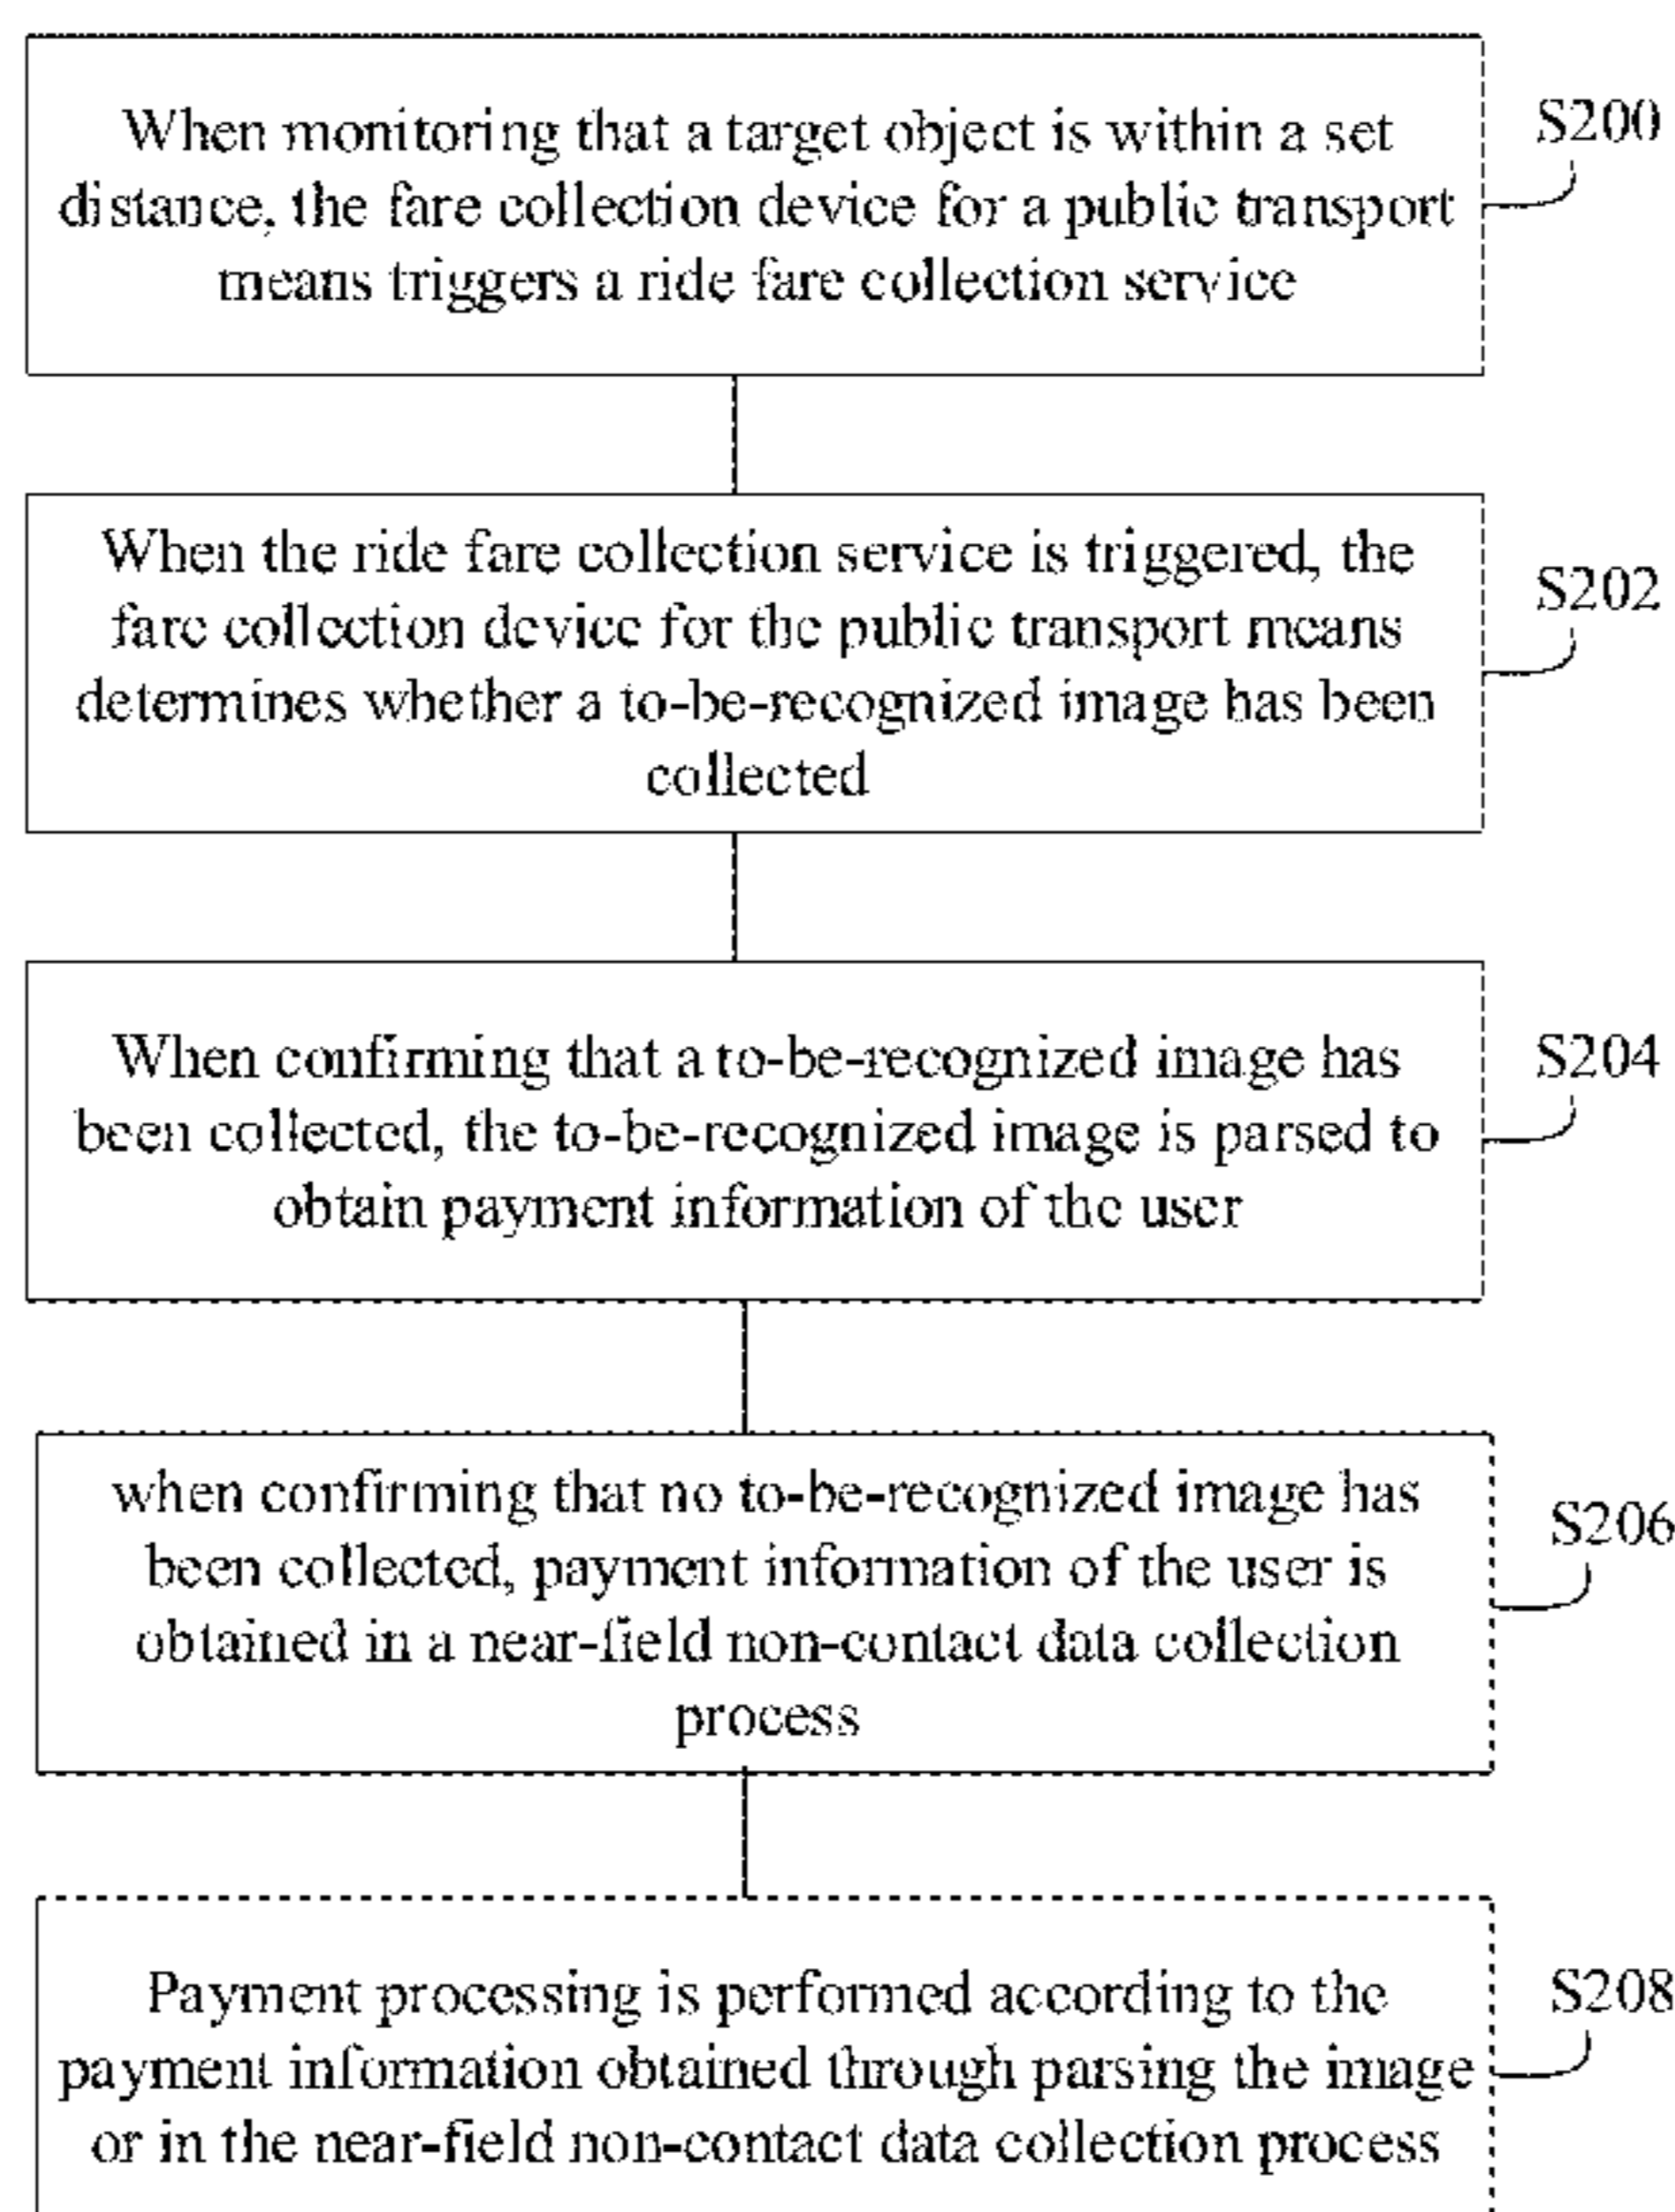 When monitoring that a target object is within a set
distance, the fare collection device for a public transport
means triggers a ride fare collection service
S200
When the ride fare collection service is triggered, the
fare collection device for the public transport means
determines whether a to-be-recognized image has been
collected
S202
When confirming that a to-be-recognized image has
been collected, the to-be-recognized image is parsed to
obtain payment information of the user
S204
when confirming that no to-be-recognized image has
been collected, payment information of the user is
obtained in a near-field non-contact data collection
process
S206
Payment processing is performed according to the
payment information obtained through parsing the image
or in the near-field non-contact data collection process
S208